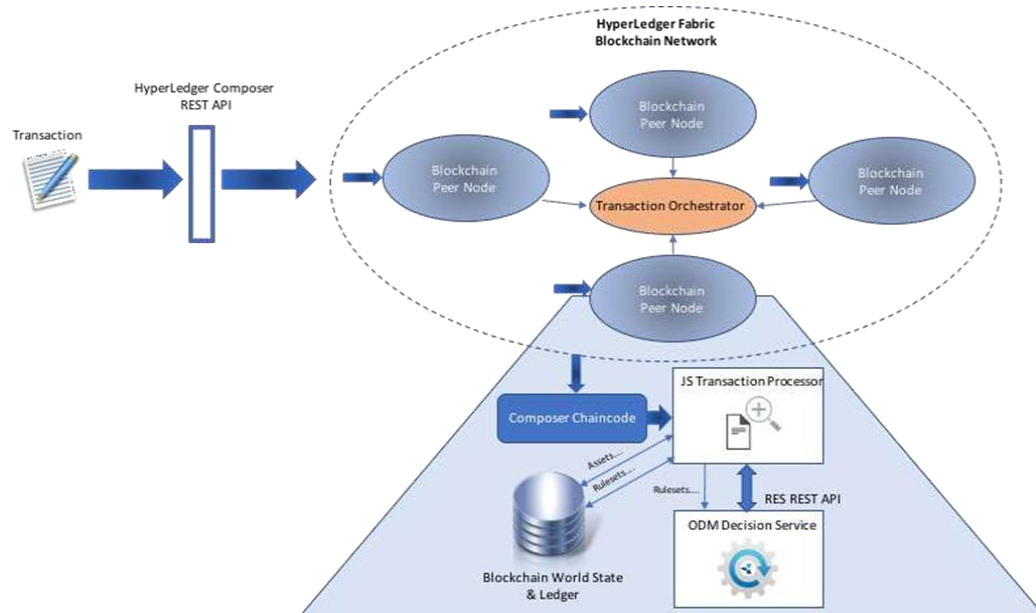 HyperLedger Fabric
Blockchain Network
HyperLedger Composer
REST API
Transaction
Blockchain
Peer Node
Blockchain
Peer Node
Blockchain
Peer Node
Transaction Orchestrator
Blockchain
Peer Node
JS Transaction Processor
Composer Chaincode
Assets....
Rulesets....
Rulesets....
RES REST API
ODM Decision Service
Blockchain World State
& Ledger